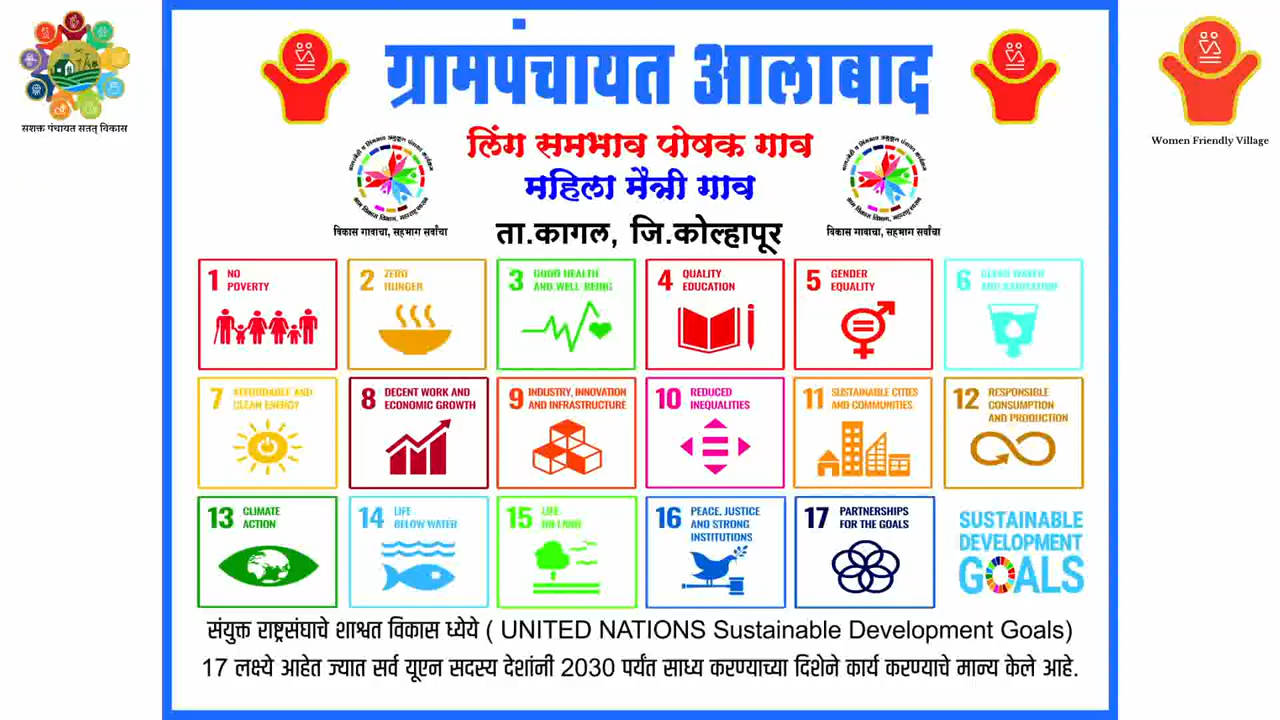 ग्रामपंचायत आलाबाद
लिंग समभाव पोषक गाव
महिला मैत्री गाव
ता.कागल, जि.कोल्हापूर
सशक्त पंचायत सतत् विकास
Women Friendly Village
विकास गावाचा, सहभाग सर्वांचा
विकास गावाचा, सहभाग सर्वांचा
1 NO
POVERTY
2 ZERO
HUNGER
3 GOOD HEALTH
AND WELL-BEING
4 QUALITY
EDUCATION
5 GENDER
EQUALITY
6 CLEAN WATER
AND SANITATION
7 AFFORDABLE AND
CLEAN ENERGY
8 DECENT WORK AND
ECONOMIC GROWTH
9 INDUSTRY, INNOVATION
AND INFRASTRUCTURE
10 REDUCED
INEQUALITIES
11 SUSTAINABLE CITIES
AND COMMUNITIES
12 RESPONSIBLE
CONSUMPTION
AND PRODUCTION
13 CLIMATE
ACTION
14 LIFE
BELOW WATER
15 LIFE
ON LAND
16 PEACE, JUSTICE
AND STRONG
INSTITUTIONS
17 PARTNERSHIPS
FOR THE GOALS
SUSTAINABLE
DEVELOPMENT
GOALS
संयुक्त राष्ट्रसंघाचे शाश्वत विकास ध्येये ( UNITED NATIONS Sustainable Development Goals)
17 लक्ष्ये आहेत ज्यात सर्व यूएन सदस्य देशांनी 2030 पर्यंत साध्य करण्याच्या दिशेने कार्य करण्याचे मान्य केले आहे.